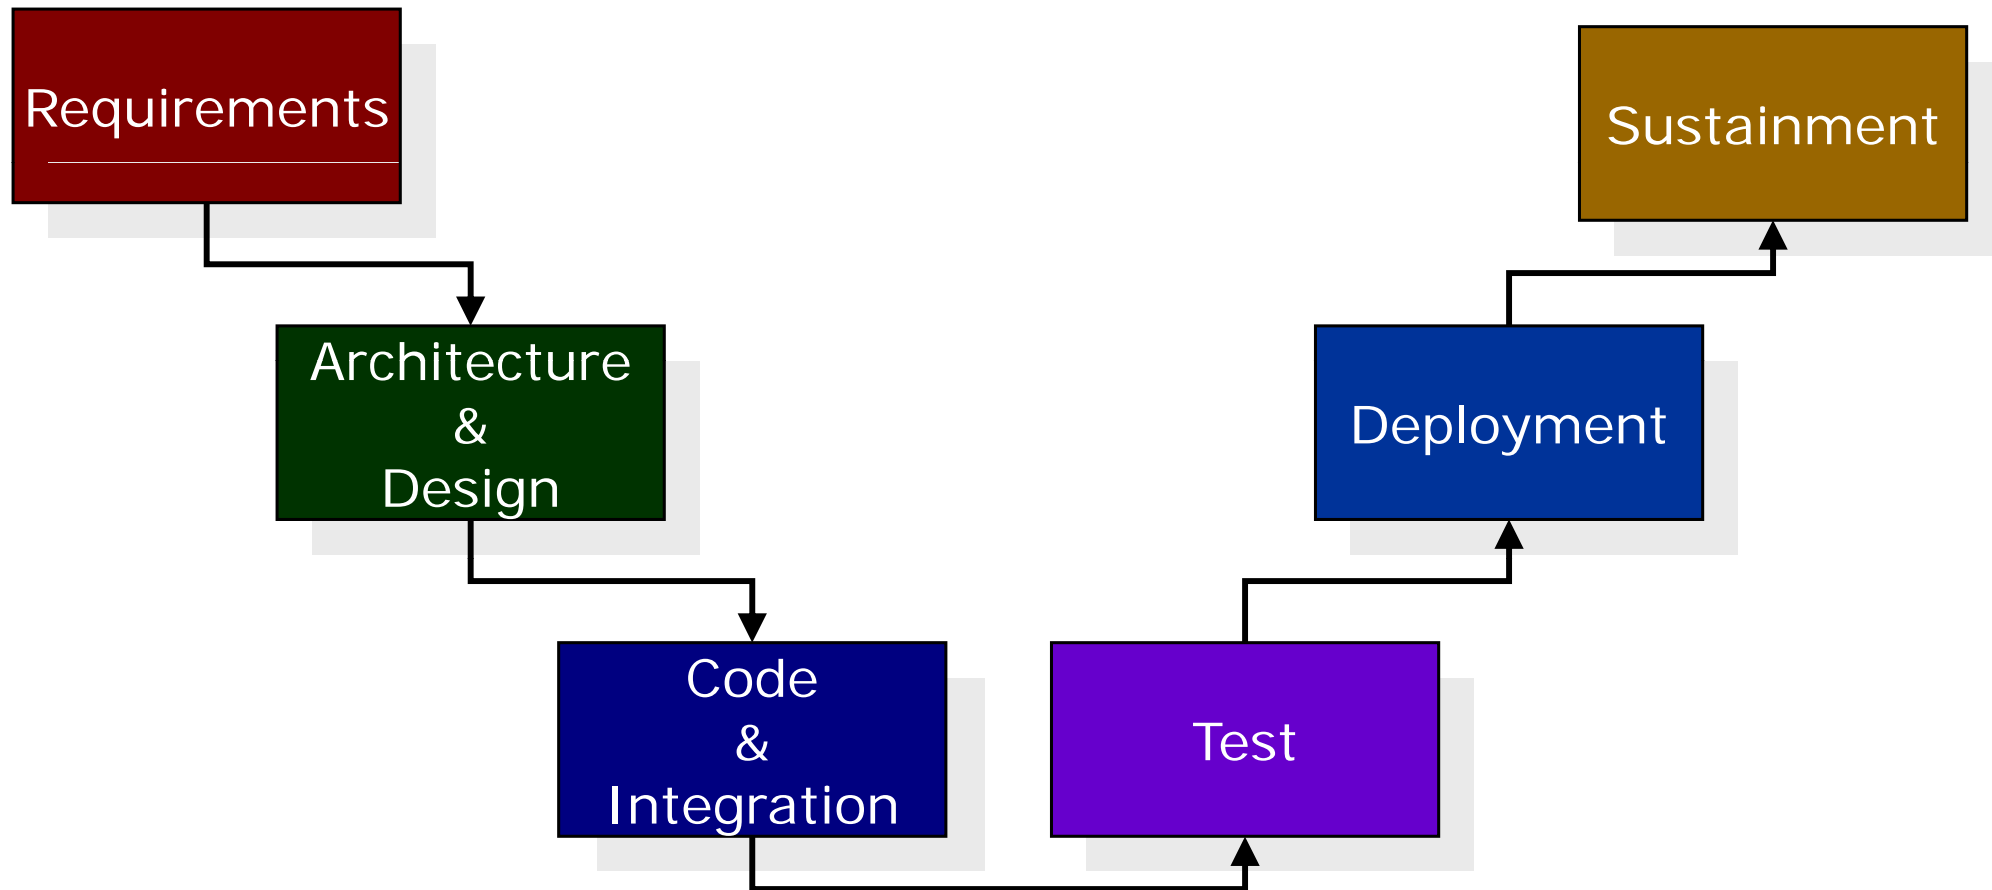 Requirements
Architecture
&
Design
Code
&
Integration
Test
Deployment
Sustainment